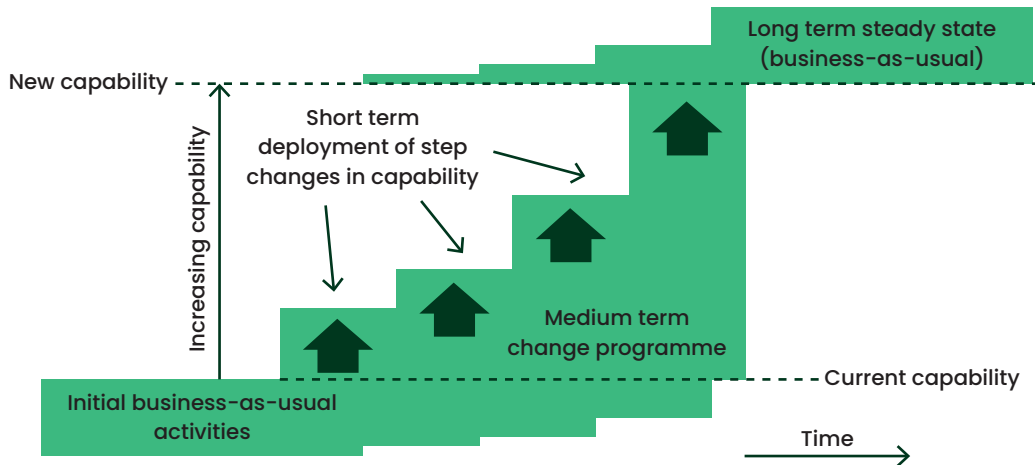 Long term steady state
(business-as-usual)
New capability
Short term
deployment of step
changes in capability
Increasing capability
Medium term
change programme
Current capability
Initial business-as-usual
activities
Time